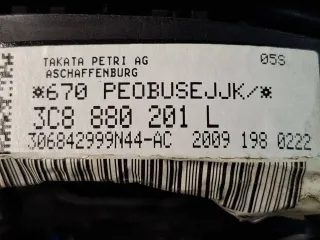 TAKATA PETRI AG 05S
ASCHAFFENBURG
*670 PEOBUSEJJK/*
3C8 880 201 L
306842999N44-AC 2009 198 0222